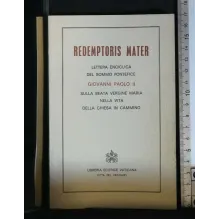 REDEMPTORIS MATER
LETTERA ENCICLICA
DEL SOMMO PONTEFICE
GIOVANNI PAOLO II
SULLA BEATA VERGINE MARIA
NELLA VITA
DELLA CHIESA IN CAMMINO
LIBRERIA EDITRICE VATICANA
CITTÀ DEL VATICANO